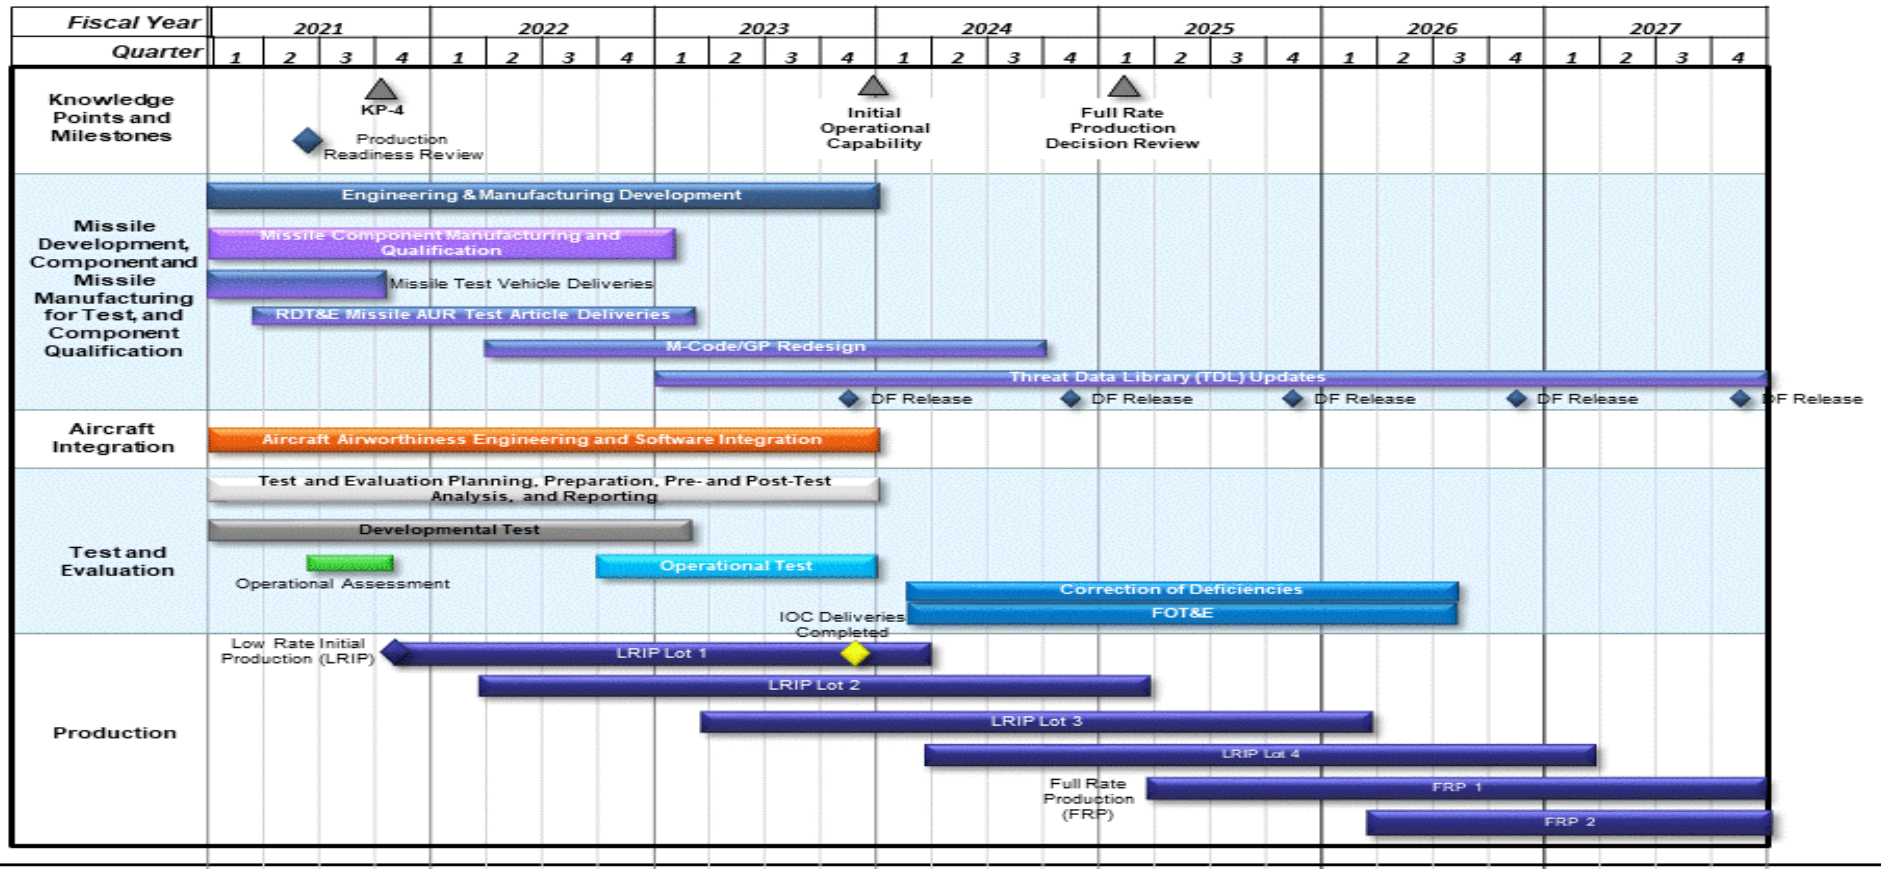 Fiscal Year
2021 2022 2023 2024 2025 2026 2027
Quarter
1 2 3 4 1 2 3 4 1 2 3 4 1 2 3 4 1 2 3 4 1 2 3 4 1 2 3 4
Knowledge
Points and
Milestones
KP-4
Production
Readiness Review
Initial
Operational
Capability
Full Rate
Production
Decision Review
Missile
Development,
Component and
Missile
Manufacturing
for Test, and
Component
Qualification
Engineering & Manufacturing Development
Missile Component Manufacturing and
Qualification
Missile Test Vehicle Deliveries
RDT&E Missile AUR Test Article Deliveries
M-Code/GP Redesign
Threat Data Library (TDL) Updates
DF Release DF Release DF Release DF Release DF Release
Aircraft
Integration
Aircraft Airworthiness Engineering and Software Integration
Test and
Evaluation
Test and Evaluation Planning, Preparation, Pre- and Post-Test
Analysis, and Reporting
Developmental Test
Operational Assessment
Operational Test
Correction of Deficiencies
FOT&E
IOC Deliveries
Completed
Production
Low Rate Initial
Production (LRIP)
LRIP Lot 1
LRIP Lot 2
LRIP Lot 3
LRIP Lot 4
Full Rate
Production
(FRP)
FRP 1
FRP 2